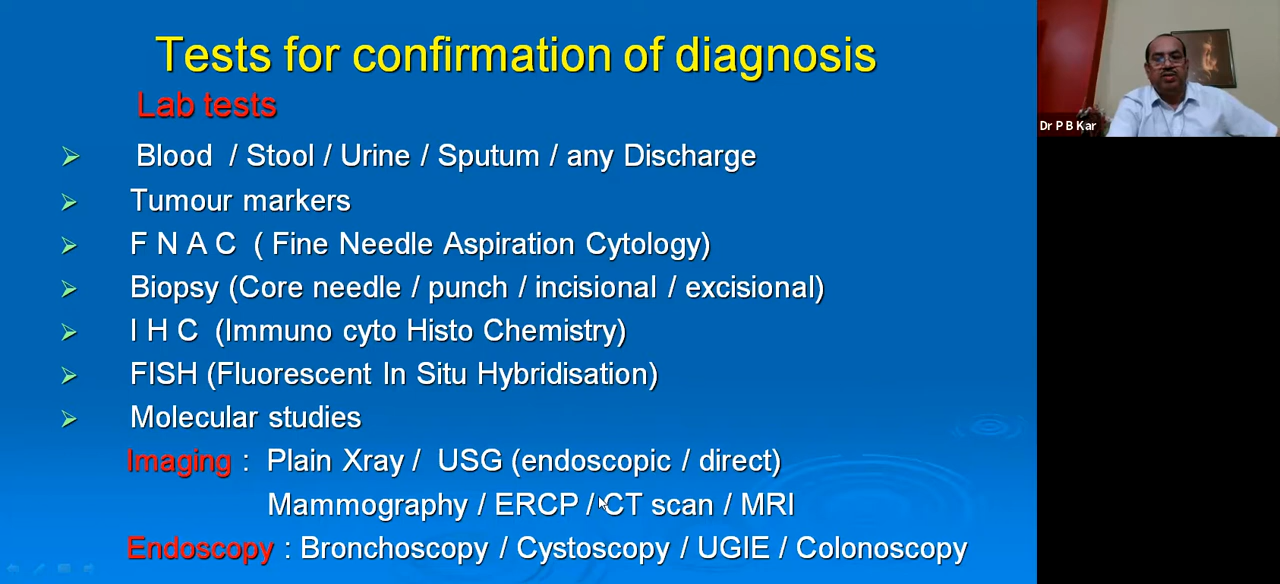 Tests for confirmation of diagnosis
Lab tests
Blood / Stool / Urine / Sputum / any Discharge
Tumour markers
F N A C ( Fine Needle Aspiration Cytology)
Biopsy (Core needle / punch / incisional / excisional)
I H C (Immuno cyto Histo Chemistry)
FISH (Fluorescent In Situ Hybridisation)
Molecular studies
Imaging : Plain Xray / USG (endoscopic / direct)
Mammography / ERCP / CT scan / MRI
Endoscopy : Bronchoscopy / Cystoscopy / UGIE / Colonoscopy
Dr P B Kar